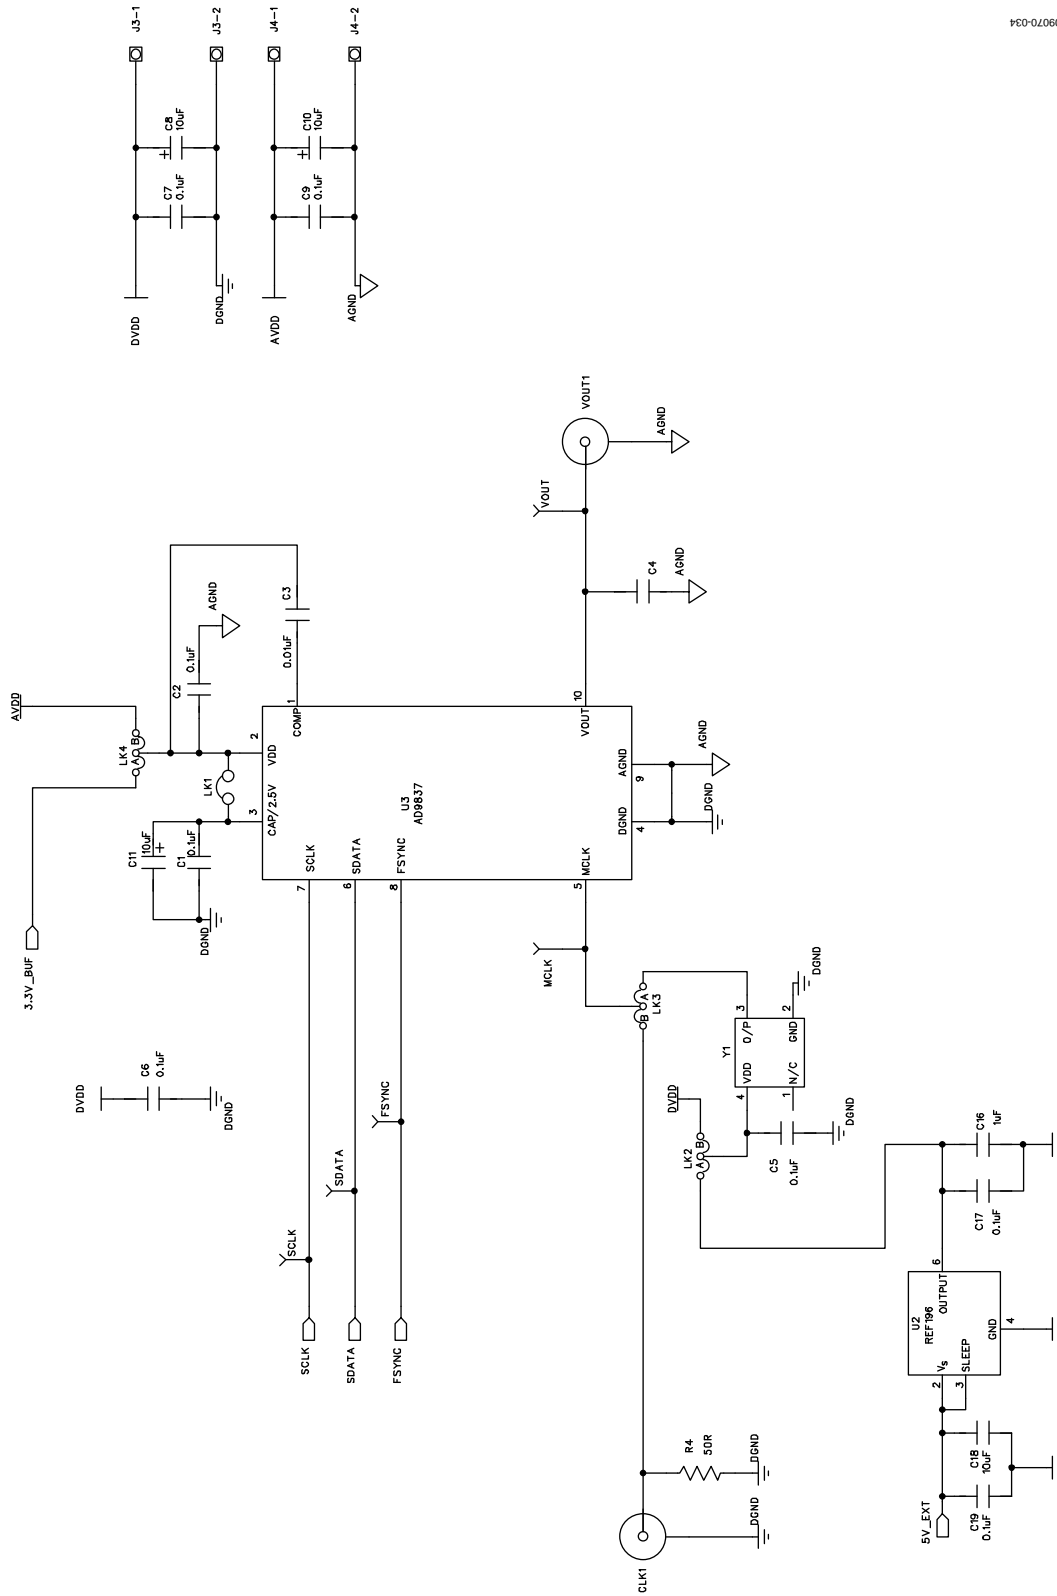 09070-034
J3-1
J3-2
J4-1
J4-2
C8
10uF
+
C7
0.1uF
C10
10uF
+
C9
0.1uF
DVDD
DGND
AVDD
AGND
VOUT1
AGND
VOUT
C4
AGND
AVDD
LK4
A
B
3.3V_BUF
C2
0.1uF
AGND
C3
0.01uF
LK1
C11
10uF
+
C1
0.1uF
DGND
3
CAP/2.5V
2
VDD
1
COMP
U3
AD9837
7
SCLK
6
SDATA
8
FSYNC
5
MCLK
10
VOUT
DGND
4
AGND
9
DGND
AGND
DVDD
C6
0.1uF
DGND
SCLK
SDATA
FSYNC
SCLK
SDATA
FSYNC
MCLK
B
A
LK3
Y1
O/P
3
GND
2
VDD
4
N/C
1
DGND
DVDD
LK2
A
B
C5
0.1uF
DGND
C16
1uF
C17
0.1uF
U2
REF196
OUTPUT
6
GND
4
Vs
2
SLEEP
3
C18
10uF
C19
0.1uF
5V_EXT
R4
50R
DGND
DGND
CLK1